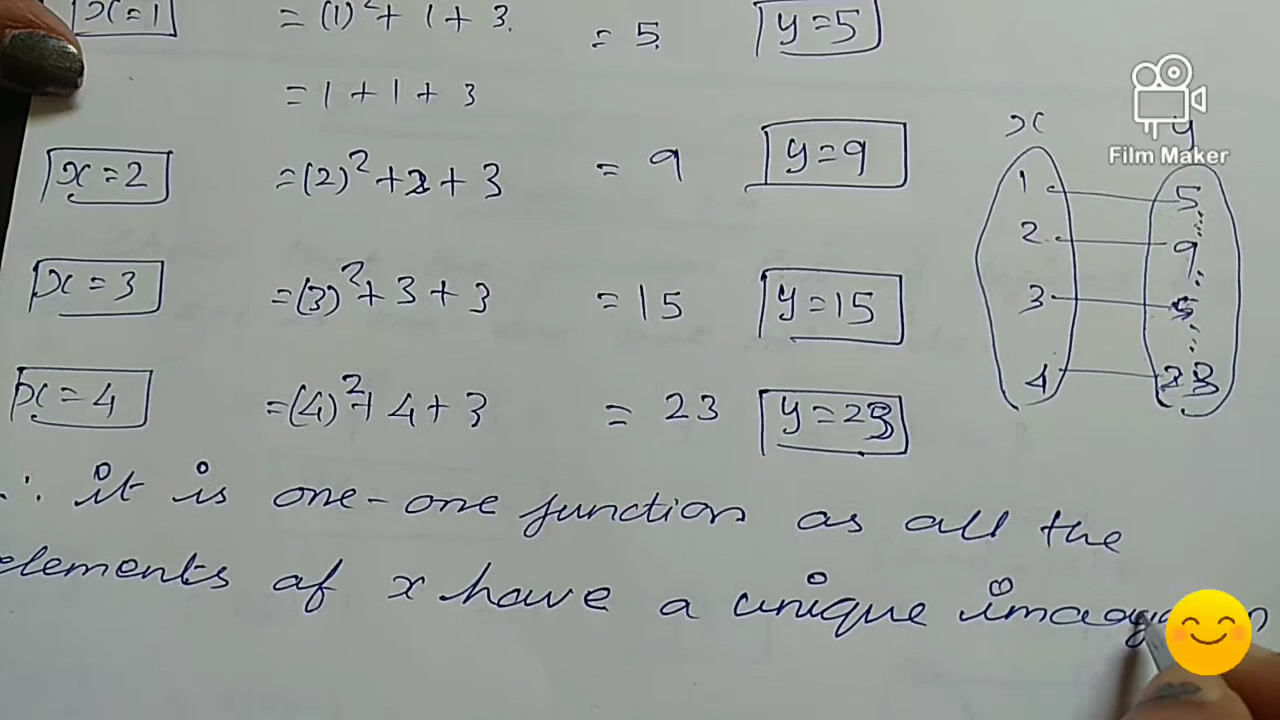 x=1 =(1)²+1+3. =5. y=5
=1+1+3
x=2 =(2)²+2+3 =9 y=9
x=3 =(3)²+3+3 =15 y=15
x=4 =(4)²+4+3 =23 y=23
x y
1 5
2 9
3
4 23
Film Maker
∴ it is one-one function as all the
elements of x have a unique